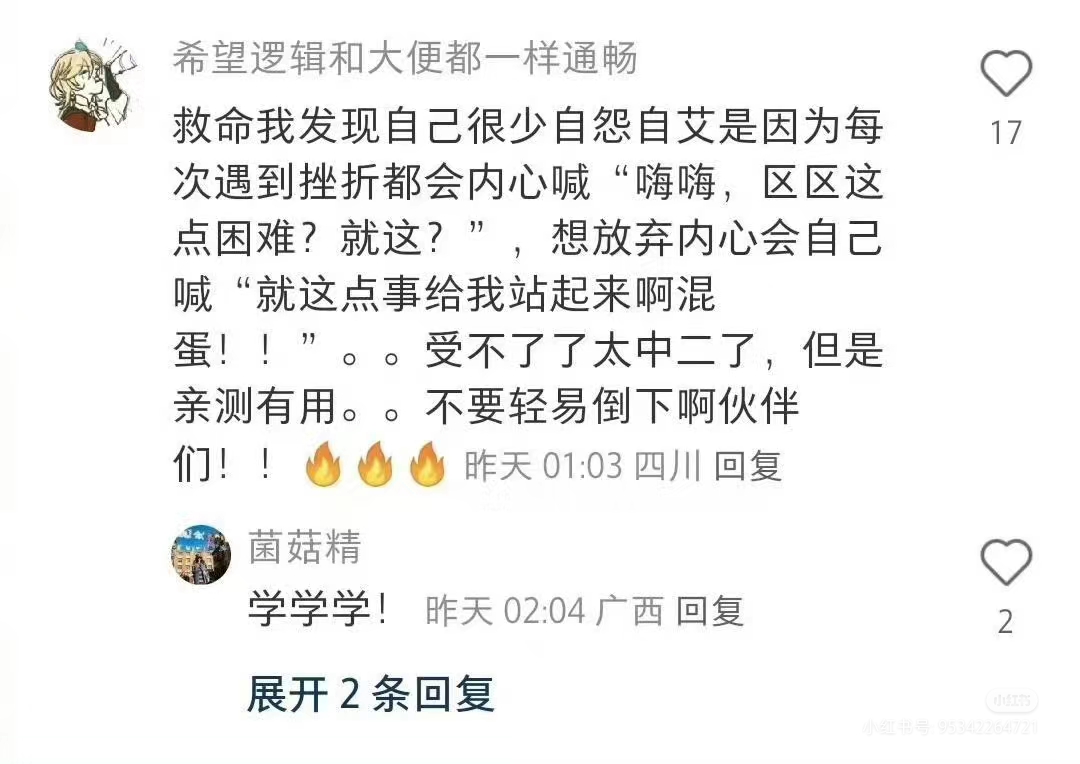 希望逻辑和大便都一样通畅
救命我发现自己很少自怨自艾是因为每
次遇到挫折都会内心喊“嗨嗨，区区这
点困难？就这？”，想放弃内心会自己
喊“就这点事给我站起来啊混
蛋！！”。。受不了了太中二了，但是
亲测有用。。不要轻易倒下啊伙伴
们！！🔥🔥🔥 昨天 01:03 四川 回复
17
菌菇精
学学学！ 昨天 02:04 广西 回复
2
展开 2 条回复
小红书
小红书号: 95342264721